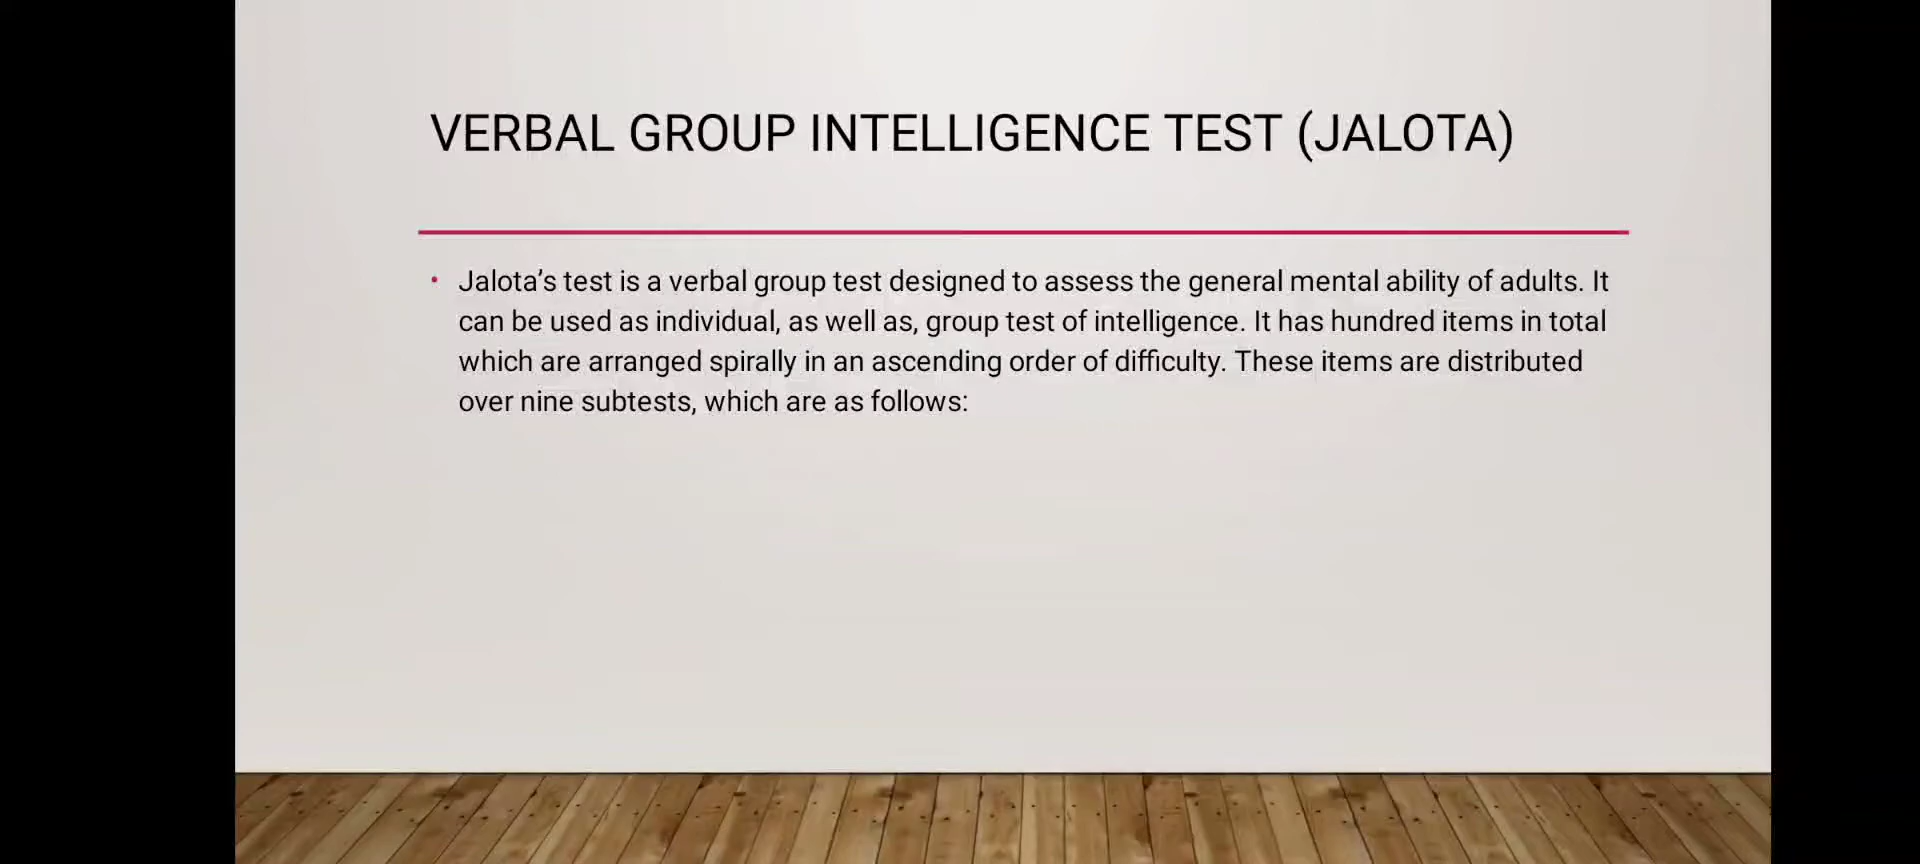 VERBAL GROUP INTELLIGENCE TEST (JALOTA)
• Jalota’s test is a verbal group test designed to assess the general mental ability of adults. It
can be used as individual, as well as, group test of intelligence. It has hundred items in total
which are arranged spirally in an ascending order of difficulty. These items are distributed
over nine subtests, which are as follows: